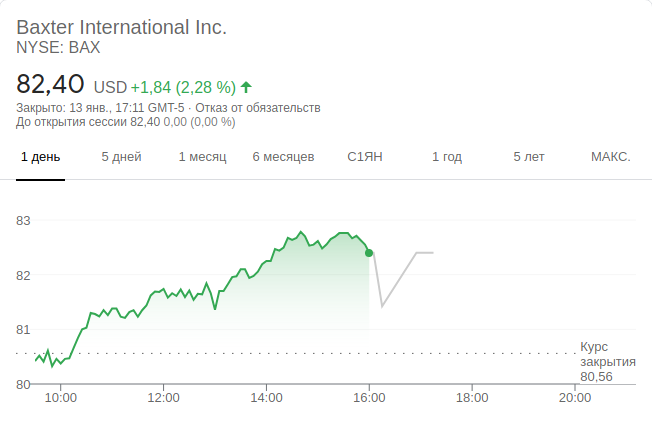 Baxter International Inc.
NYSE: BAX
82,40 USD +1,84 (2,28 %)
Закрыто: 13 янв., 17:11 GMT-5 · Отказ от обязательств
До открытия сессии 82,40 0,00 (0,00 %)
1 день 5 дней 1 месяц 6 месяцев С1ЯН 1 год 5 лет МАКС.
83
82
81
Курс
закрытия
80,56
80
10:00 12:00 14:00 16:00 18:00 20:00